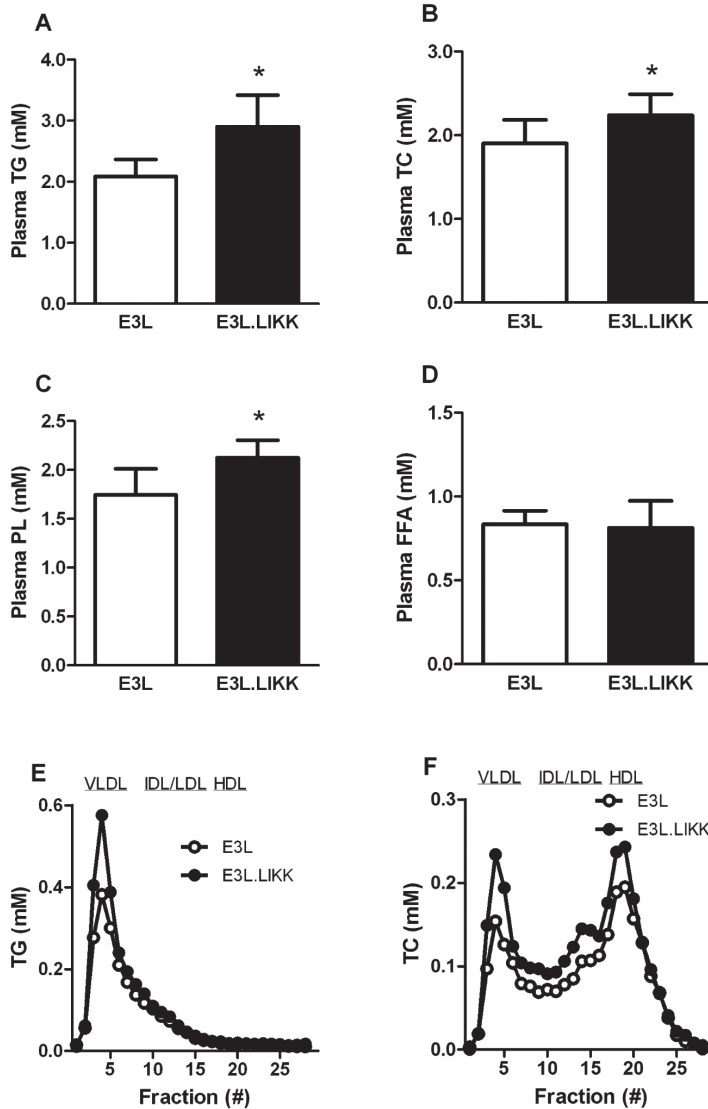 A
Plasma TG (mM)
4.0
3.0
2.0
1.0
0.0
*
E3L
E3L.LIKK
B
Plasma TC (mM)
3.0
2.0
1.0
0.0
*
E3L
E3L.LIKK
C
Plasma PL (mM)
2.5
2.0
1.5
1.0
0.5
0.0
*
E3L
E3L.LIKK
D
Plasma FFA (mM)
1.5
1.0
0.5
0.0
E3L
E3L.LIKK
E
VLDL IDL/LDL HDL
TG (mM)
0.6
0.4
0.2
0.0
E3L
E3L.LIKK
5 10 15 20 25
Fraction (#)
F
VLDL IDL/LDL HDL
TC (mM)
0.3
0.2
0.1
0.0
E3L
E3L.LIKK
5 10 15 20 25
Fraction (#)